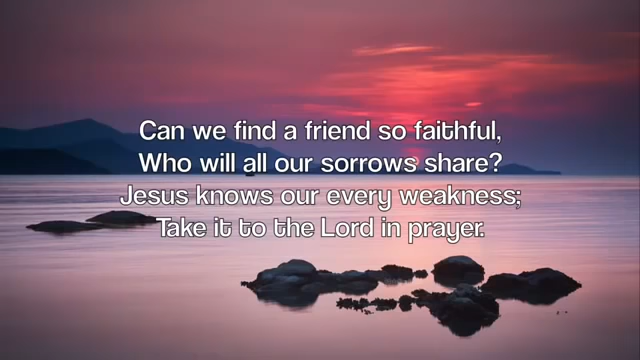 Can we find a friend so faithful,
Who will all our sorrows share?
Jesus knows our every weakness;
Take it to the Lord in prayer.